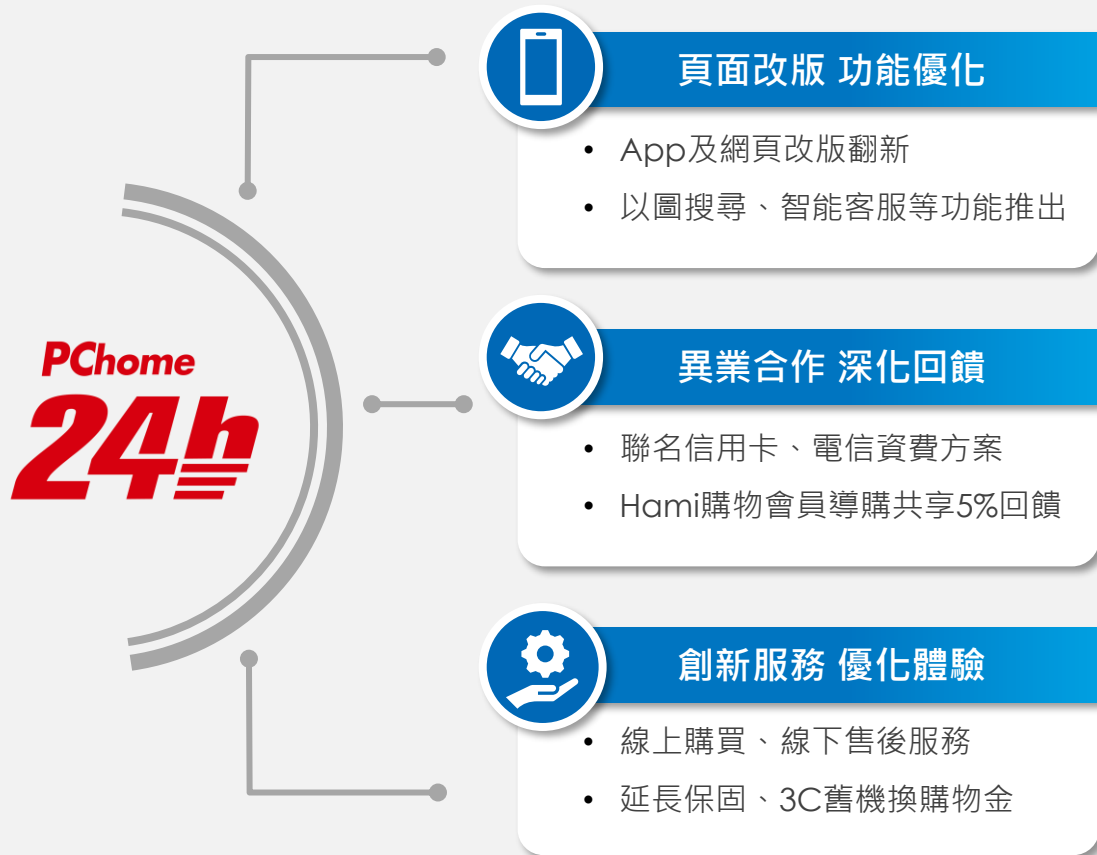 頁面改版 功能優化
• App及網頁改版翻新
• 以圖搜尋、智能客服等功能推出
PChome
24h
異業合作 深化回饋
• 聯名信用卡、電信資費方案
• Hami購物會員導購共享5%回饋
創新服務 優化體驗
• 線上購買、線下售後服務
• 延長保固、3C舊機換購物金